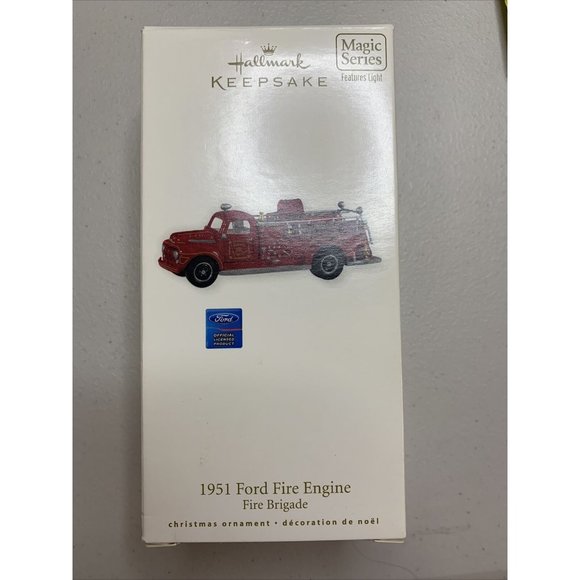 Hallmark
KEEPSAKE
Magic
Series
Features Light
Ford
OFFICIAL
LICENSED
PRODUCT
1951 Ford Fire Engine
Fire Brigade
christmas ornament • décoration de noël